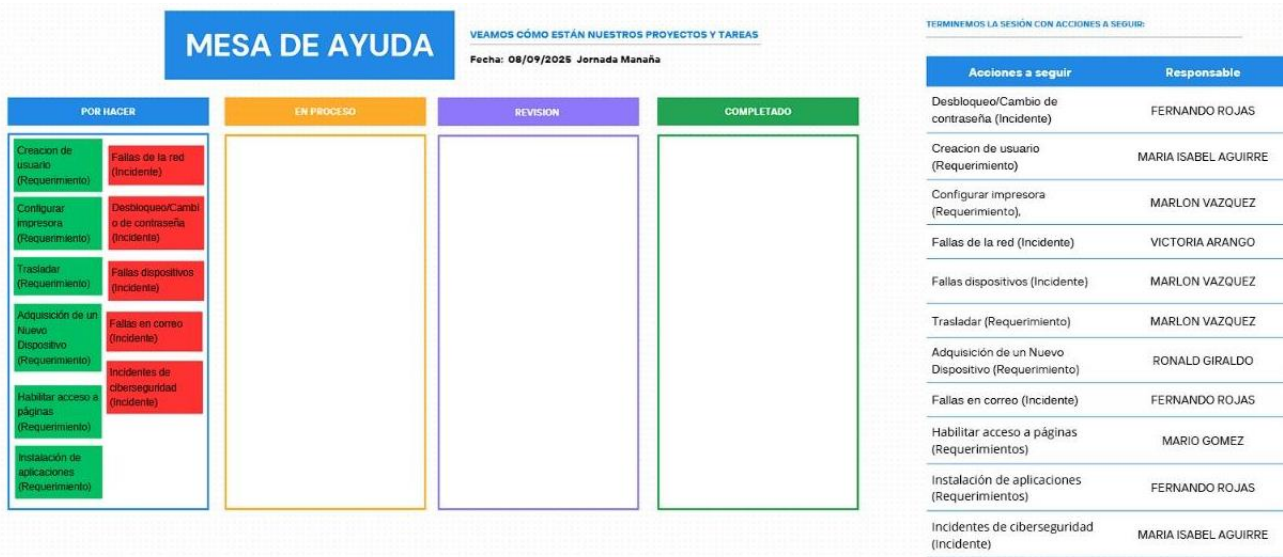 MESA DE AYUDA
VEAMOS CÓMO ESTÁN NUESTROS PROYECTOS Y TAREAS
Fecha: 08/09/2025 Jornada Manaña
POR HACER
EN PROCESO
REVISION
COMPLETADO
Creacion de
usuario
(Requerimiento)
Configurar
impresora
(Requerimiento)
Trasladar
(Requerimiento)
Adquisición de un
Nuevo
Dispositivo
(Requerimiento)
Habilitar acceso a
páginas
(Requerimiento)
Instalación de
aplicaciones
(Requerimiento)
Fallas de la red
(Incidente)
Desbloqueo/Cambi
o de contraseña
(Incidente)
Fallas dispositivos
(Incidente)
Fallas en correo
(Incidente)
Incidentes de
ciberseguridad
(Incidente)
TERMINEMOS LA SESIÓN CON ACCIONES A SEGUIR:
Acciones a seguir Responsable
Desbloqueo/Cambio de
contraseña (Incidente) FERNANDO ROJAS
Creacion de usuario
(Requerimiento) MARIA ISABEL AGUIRRE
Configurar impresora
(Requerimiento), MARLON VAZQUEZ
Fallas de la red (Incidente) VICTORIA ARANGO
Fallas dispositivos (Incidente) MARLON VAZQUEZ
Trasladar (Requerimiento) MARLON VAZQUEZ
Adquisición de un Nuevo
Dispositivo (Requerimiento) RONALD GIRALDO
Fallas en correo (Incidente) FERNANDO ROJAS
Habilitar acceso a páginas
(Requerimientos) MARIO GOMEZ
Instalación de aplicaciones
(Requerimientos) FERNANDO ROJAS
Incidentes de ciberseguridad
(Incidente) MARIA ISABEL AGUIRRE